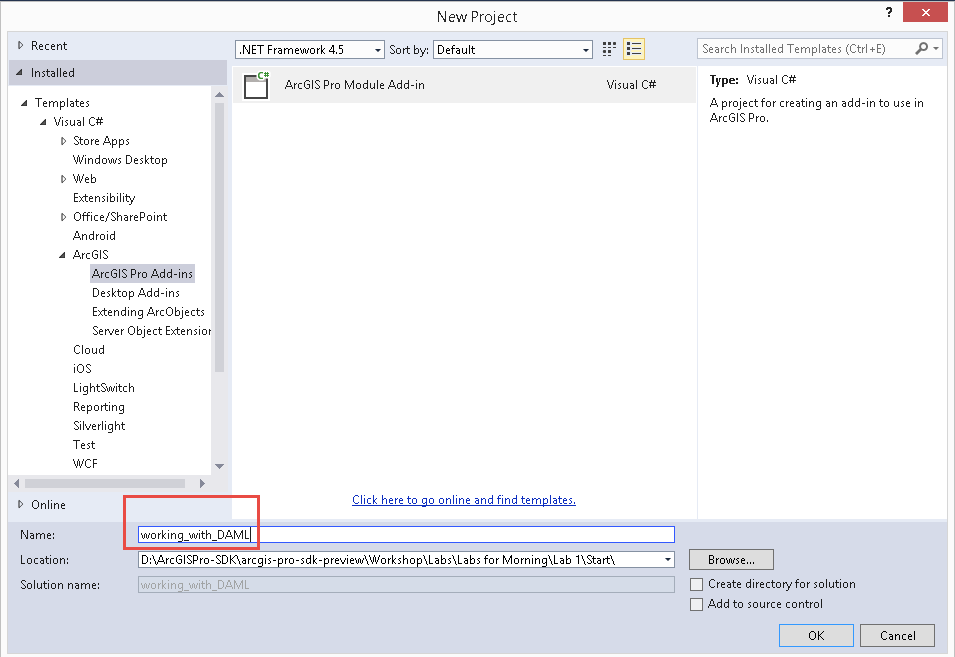 New Project
?
Recent
Installed
Templates
Visual C#
Store Apps
Windows Desktop
Web
Extensibility
Office/SharePoint
Android
ArcGIS
ArcGIS Pro Add-ins
Desktop Add-ins
Extending ArcObjects
Server Object Extension
Cloud
iOS
LightSwitch
Reporting
Silverlight
Test
WCF
Online
.NET Framework 4.5
Sort by:
Default
C#
ArcGIS Pro Module Add-in
Visual C#
Click here to go online and find templates.
Search Installed Templates (Ctrl+E)
Type: Visual C#
A project for creating an add-in to use in
ArcGIS Pro.
Name:
working_with_DAML
Location:
D:\ArcGISPro-SDK\arcgis-pro-sdk-preview\Workshop\Labs\Labs for Morning\Lab 1\Start\
Browse...
Solution name:
working_with_DAML
Create directory for solution
Add to source control
OK
Cancel